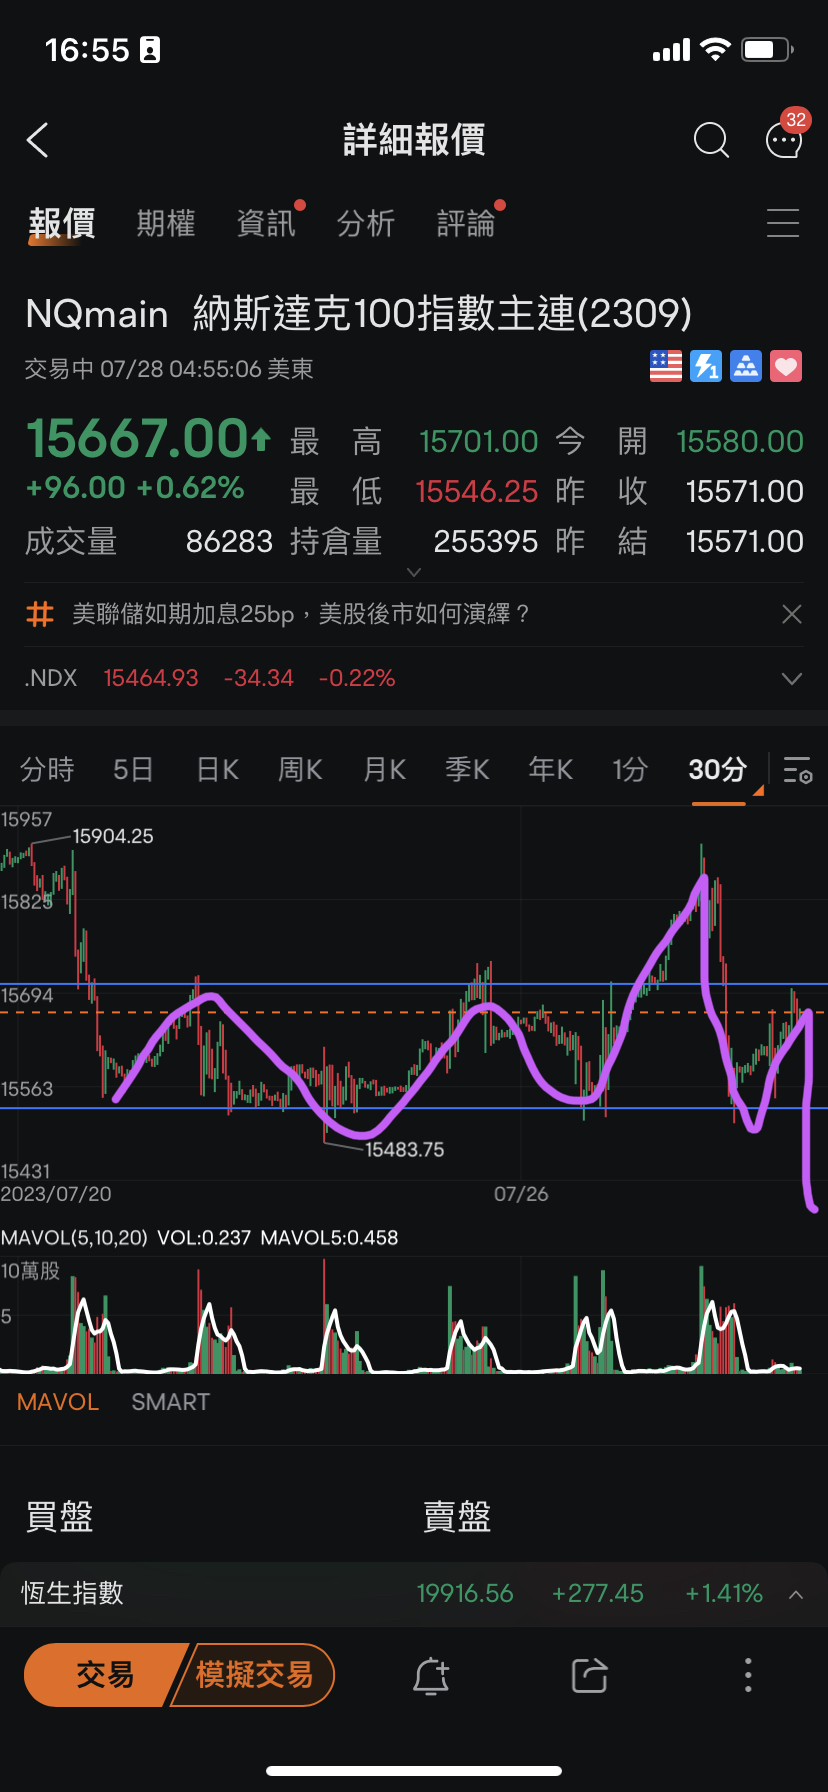 16:55
詳細報價
32
報價 期權 資訊 分析 評論
NQmain 納斯達克100指數主連(2309)
交易中 07/28 04:55:06 美東
1
15667.00 最高 15701.00 今開 15580.00
+96.00 +0.62% 最低 15546.25 昨收 15571.00
成交量 86283 持倉量 255395 昨結 15571.00
# 美聯儲如期加息25bp，美股後市如何演繹？
.NDX 15464.93 -34.34 -0.22%
分時 5日 日K 周K 月K 季K 年K 1分 30分
15957
15904.25
15825
15694
15563
15483.75
15431
2023/07/20 07/26
MAVOL(5,10,20) VOL:0.237 MAVOL5:0.458
10萬股
5
MAVOL SMART
買盤 賣盤
恆生指數 19916.56 +277.45 +1.41%
交易 模擬交易